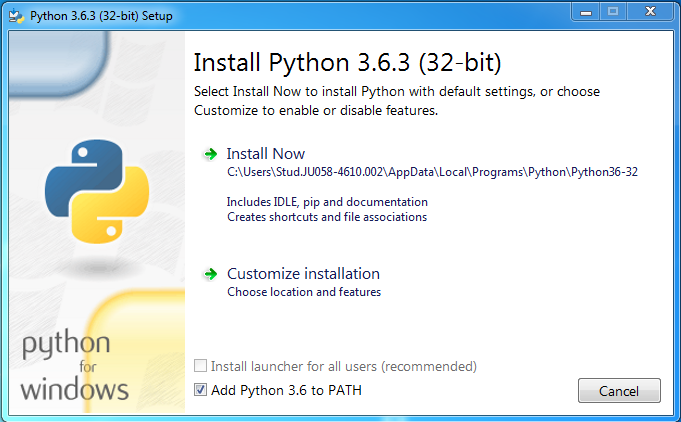 Python 3.6.3 (32-bit) Setup
Install Python 3.6.3 (32-bit)
Select Install Now to install Python with default settings, or choose
Customize to enable or disable features.
Install Now
C:\Users\Stud.JU058-4610.002\AppData\Local\Programs\Python\Python36-32
Includes IDLE, pip and documentation
Creates shortcuts and file associations
Customize installation
Choose location and features
python
for
windows
Install launcher for all users (recommended)
Add Python 3.6 to PATH
Cancel